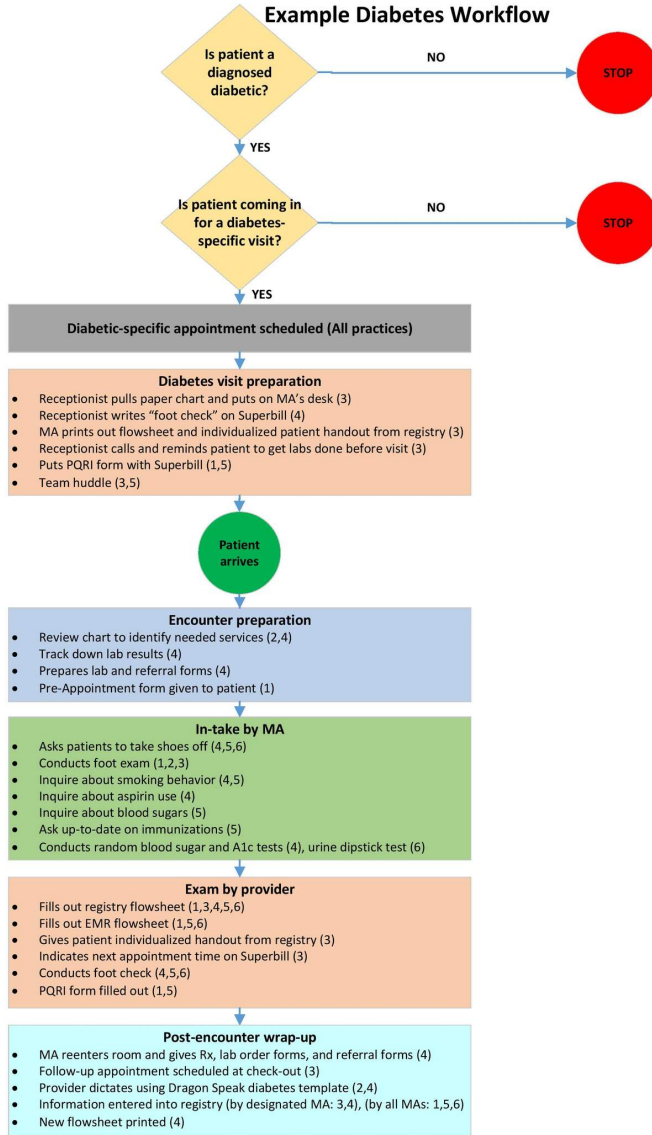 Example Diabetes Workflow
Is patient a
diagnosed
diabetic?
NO
STOP
YES
Is patient coming in
for a diabetes-
specific visit?
NO
STOP
YES
Diabetic-specific appointment scheduled (All practices)
Diabetes visit preparation
• Receptionist pulls paper chart and puts on MA's desk (3)
• Receptionist writes “foot check” on Superbill (4)
• MA prints out flowsheet and individualized patient handout from registry (3)
• Receptionist calls and reminds patient to get labs done before visit (3)
• Puts PQRI form with Superbill (1,5)
• Team huddle (3,5)
Patient
arrives
Encounter preparation
• Review chart to identify needed services (2,4)
• Track down lab results (4)
• Prepares lab and referral forms (4)
• Pre-Appointment form given to patient (1)
In-take by MA
• Asks patients to take shoes off (4,5,6)
• Conducts foot exam (1,2,3)
• Inquire about smoking behavior (4,5)
• Inquire about aspirin use (4)
• Inquire about blood sugars (5)
• Ask up-to-date on immunizations (5)
• Conducts random blood sugar and A1c tests (4), urine dipstick test (6)
Exam by provider
• Fills out registry flowsheet (1,3,4,5,6)
• Fills out EMR flowsheet (1,5,6)
• Gives patient individualized handout from registry (3)
• Indicates next appointment time on Superbill (3)
• Conducts foot check (4,5,6)
• PQRI form filled out (1,5)
Post-encounter wrap-up
• MA reenters room and gives Rx, lab order forms, and referral forms (4)
• Follow-up appointment scheduled at check-out (3)
• Provider dictates using Dragon Speak diabetes template (2,4)
• Information entered into registry (by designated MA: 3,4), (by all MAs: 1,5,6)
• New flowsheet printed (4)